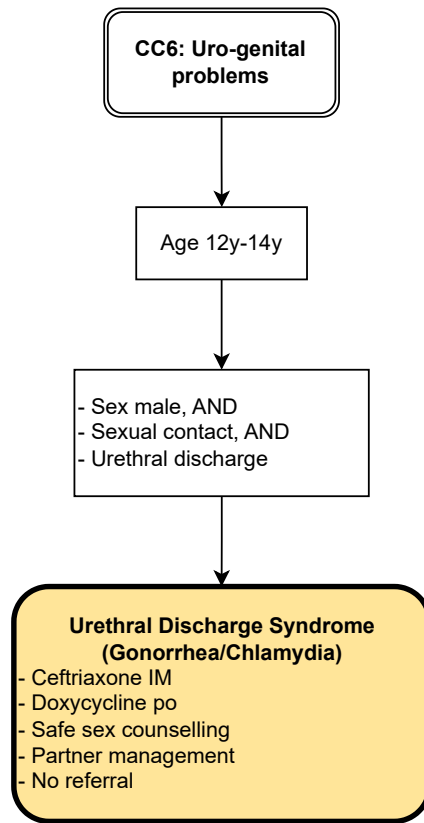 CC6: Uro-genital
problems
Age 12y-14y
- Sex male, AND
- Sexual contact, AND
- Urethral discharge
Urethral Discharge Syndrome
(Gonorrhea/Chlamydia)
- Ceftriaxone IM
- Doxycycline po
- Safe sex counselling
- Partner management
- No referral